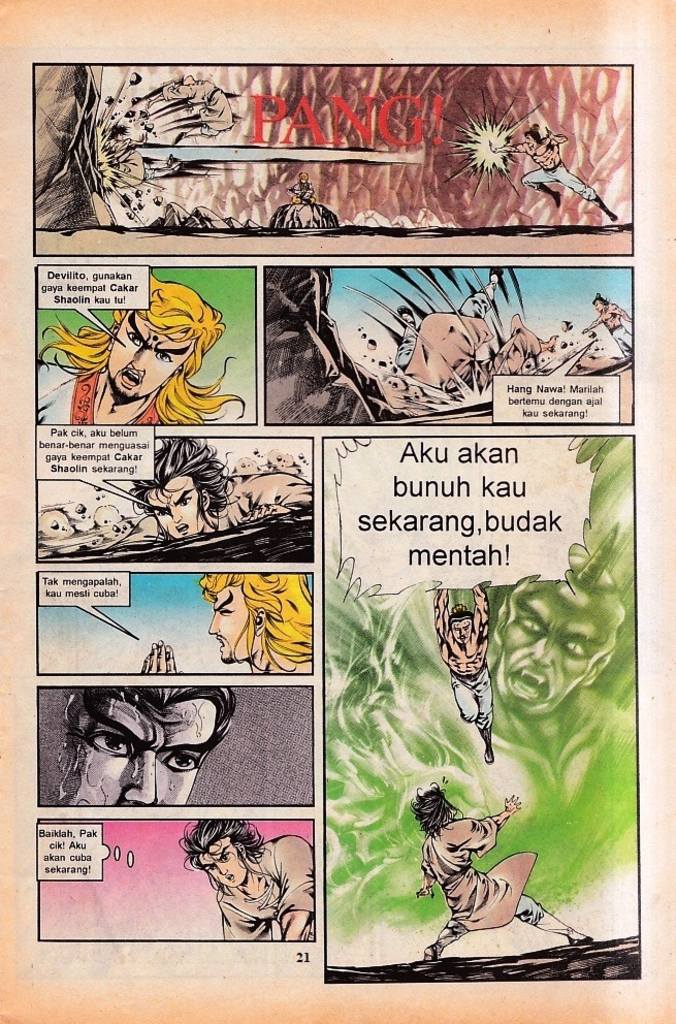 PANG!
Devilito, gunakan
gaya keempat Cakar
Shaolin kau tu!
Hang Nawa! Marilah
bertemu dengan ajal
kau sekarang!
Pak cik, aku belum
benar-benar menguasai
gaya keempat Cakar
Shaolin sekarang!
Tak mengapalah,
kau mesti cuba!
Baiklah, Pak
cik! Aku
akan cuba
sekarang!
Aku akan
bunuh kau
sekarang,budak
mentah!
21